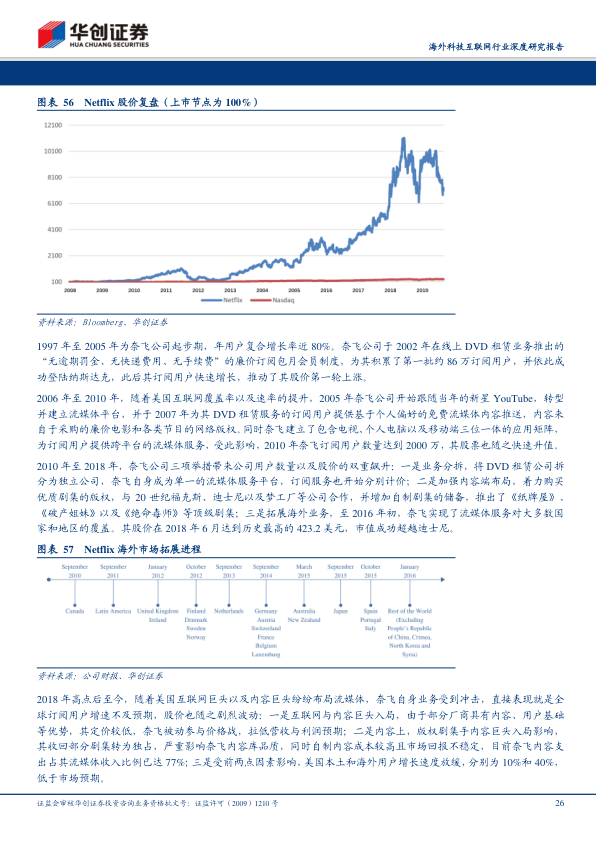 华创证券
HUA CHUANG SECURITIES
海外科技互联网行业深度研究报告
图表 56 Netflix 股价复盘（上市节点为 100%）
12100
10100
8100
6100
4100
2100
100
2008 2009 2010 2011 2012 2013 2014 2015 2016 2017 2018 2019
Netflix Nasdaq
资料来源：Bloomberg、华创证券
1997 年至 2005 年为奈飞公司起步期，年用户复合增长率近 80%。奈飞公司于 2002 年在线上 DVD 租赁业务推出的
“无逾期罚金、无快递费用、无手续费”的廉价订阅包月会员制度，为其积累了第一批约 86 万订阅用户，并依此成
功登陆纳斯达克，此后其订阅用户快速增长，推动了其股价第一轮上涨。
2006 年至 2010 年，随着美国互联网覆盖率以及速率的提升，2005 年奈飞公司开始跟随当年的新星 YouTube，转型
并建立流媒体平台，并于 2007 年为其 DVD 租赁服务的订阅用户提供基于个人偏好的免费流媒体内容推送，内容来
自于采购的廉价电影和各类节目的网络版权。同时奈飞建立了包含电视、个人电脑以及移动端三位一体的应用矩阵，
为订阅用户提供跨平台的流媒体服务，受此影响，2010 年奈飞订阅用户数量达到 2000 万，其股票也随之快速升值。
2010 年至 2018 年，奈飞公司三项举措带来公司用户数量以及股价的双重飙升：一是业务分拆，将 DVD 租赁公司拆
分为独立公司，奈飞自身成为单一的流媒体服务平台，订阅服务也开始分别计价；二是加强内容端布局，着力购买
优质剧集的版权，与 20 世纪福克斯、迪士尼以及梦工厂等公司合作，并增加自制剧集的储备，推出了《纸牌屋》、
《破产姐妹》以及《绝命毒师》等顶级剧集；三是拓展海外业务，至 2016 年初，奈飞实现了流媒体服务对大多数国
家和地区的覆盖。其股价在 2018 年 6 月达到历史最高的 423.2 美元，市值成功超越迪士尼。
图表 57 Netflix 海外市场拓展进程
September September January October September September March September October January
2010 2011 2012 2012 2013 2014 2015 2015 2015 2016
Canada Latin America United Kingdom Finland Netherlands Germany Australia Japan Spain Rest of the World
Ireland Denmark Austria New Zealand Portugal (Excluding
Sweden Switzerland Italy People's Republic
Norway France of China, Crimea,
Belgium North Korea and
Luxemburg Syria)
资料来源：公司财报、华创证券
2018 年高点后至今，随着美国互联网巨头以及内容巨头纷纷布局流媒体，奈飞自身业务受到冲击，直接表现就是全
球订阅用户增速不及预期，股价也随之剧烈波动：一是互联网与内容巨头入局，由于部分厂商具有内容、用户基础
等优势，其定价较低，奈飞被动参与价格战，拉低营收与利润预期；二是内容上，版权剧集手内容巨头入局影响，
其收回部分剧集转为独占，严重影响奈飞内容库品质，同时自制内容成本较高且市场回报不稳定，目前奈飞内容支
出占其流媒体收入比例已达 77%；三是受前两点因素影响，美国本土和海外用户增长速度放缓，分别为 10%和 40%，
低于市场预期。
证监会审核华创证券投资咨询业务资格批文号：证监许可（2009）1210 号
26